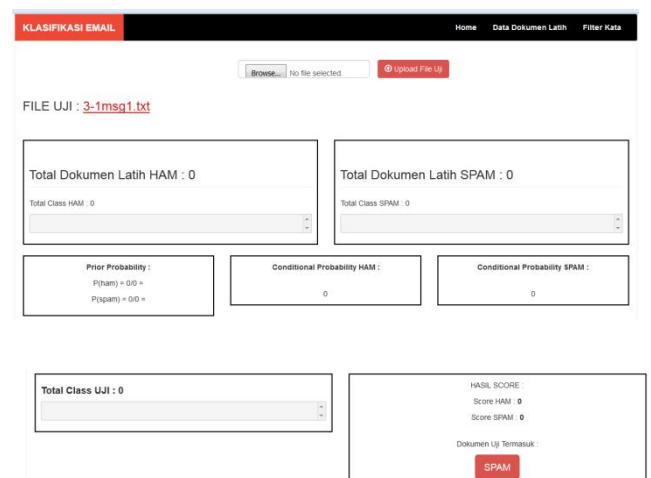 KLASIFIKASI EMAIL Home Data Dokumen Latih Filter Kata
Browse... No file selected. Upload File Uji
FILE UJI : 3-1msg1.txt
Total Dokumen Latih HAM : 0
Total Class HAM : 0
Total Dokumen Latih SPAM : 0
Total Class SPAM : 0
Prior Probability :
P(ham) = 0/0 =
P(spam) = 0/0 =
Conditional Probability HAM :
0
Conditional Probability SPAM :
0
Total Class UJI : 0
HASIL SCORE :
Score HAM : 0
Score SPAM : 0
Dokumen Uji Termasuk :
SPAM